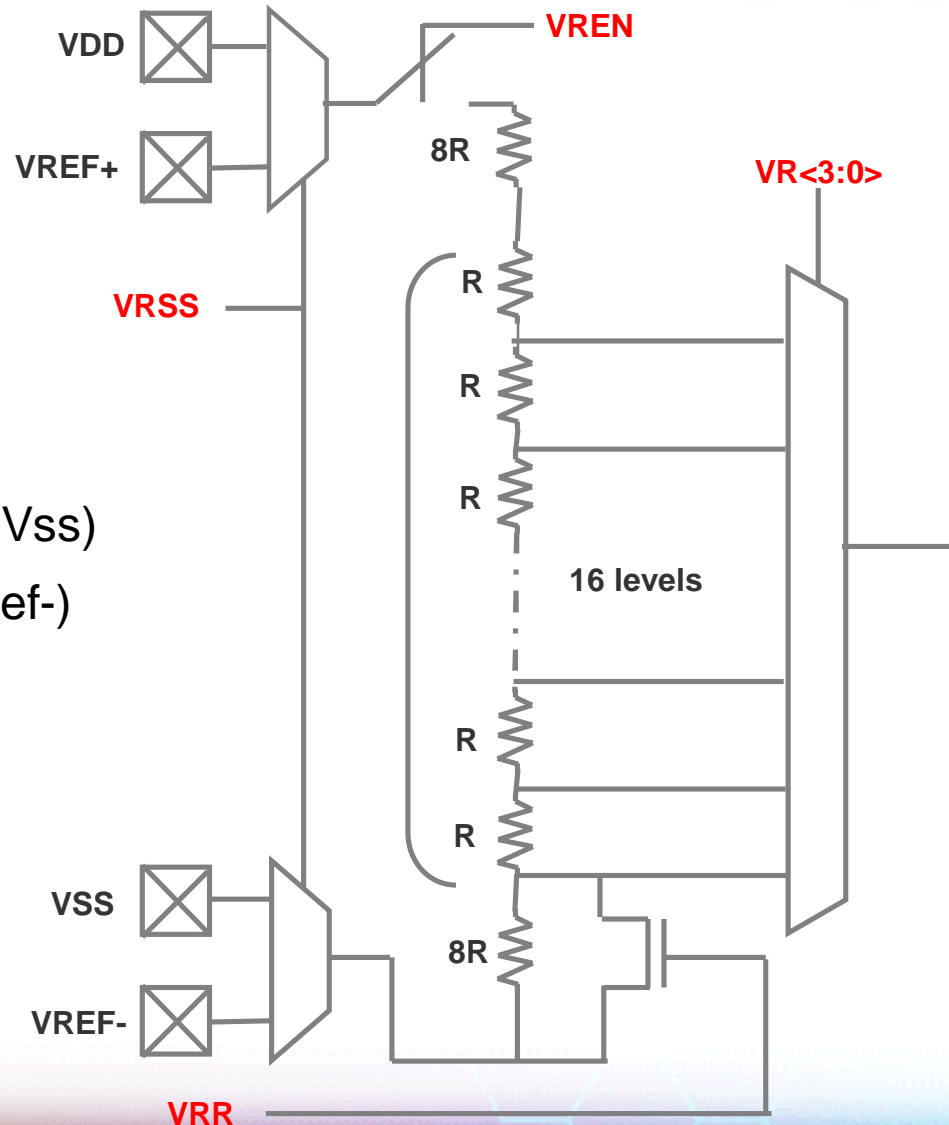 VDD
VREN
VREF+
8R
VR<3:0>
R
VRSS
R
R
Vss)
16 levels
ef-)
R
R
VSS
8R
VREF-
VRR